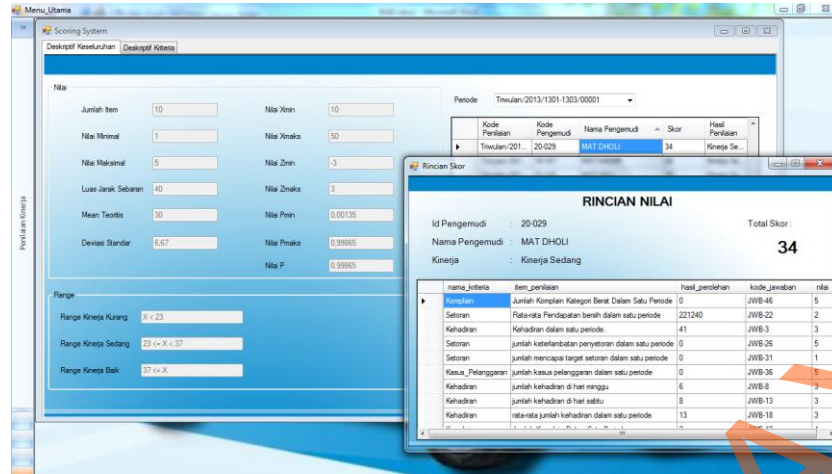 Menu_Utama
Scoring System
Deskriptif Keseluruhan Deskriptif Kriteria
Nilai
Jumlah Item 10 Nilai Xmin 10
Nilai Minimal 1 Nilai Xmaks 50
Nilai Maksimal 5 Nilai Zmin -3
Luas Jarak Sebaran 40 Nilai Zmaks 3
Mean Teoritis 30 Nilai Pmin 0,00135
Deviasi Standar 6,67 Nilai Pmaks 0,99865
Nilai P 0,99865
Range
Range Kinerja Kurang X < 23
Range Kinerja Sedang 23 <= X < 37
Range Kinerja Baik 37 <= X
Penilaian Kinerja
Periode Triwulan/2013/1301-1303/00001
Kode Penilaian Kode Pengemudi Nama Pengemudi Skor Hasil Penilaian
Triwulan/201... 20-029 MAT DHOLI 34 Kinerja Se...
Rincian Skor
RINCIAN NILAI
Id Pengemudi : 20-029 Total Skor :
Nama Pengemudi : MAT DHOLI 34
Kinerja : Kinerja Sedang
nama_kriteria item_penilaian hasil_perolehan kode_jawaban nilai
Komplain Jumlah Komplain Kategori Berat Dalam Satu Periode 0 JWB-46 5
Setoran Rata-rata Pendapatan bersih dalam satu periode 221240 JWB-22 2
Kehadiran Kehadiran dalam satu periode. 41 JWB-3 3
Setoran jumlah keterlambatan penyetoran dalam satu periode 0 JWB-26 5
Setoran jumlah mencapai target setoran dalam satu periode 0 JWB-31 1
Kasus_Pelanggaran jumlah kasus pelanggaran dalam satu periode 0 JWB-36 5
Kehadiran jumlah kehadiran di hari minggu 6 JWB-8 3
Kehadiran jumlah kehadiran di hari sabtu 8 JWB-13 3
Kehadiran rata-rata jumlah kehadiran dalam satu periode 13 JWB-18 3